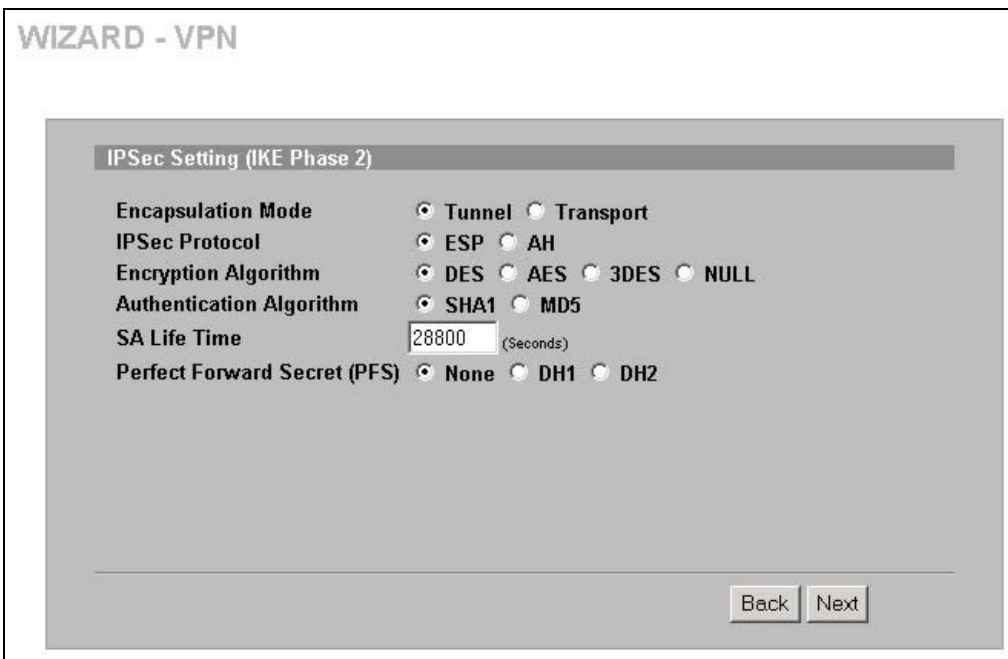 WIZARD - VPN
IPSec Setting (IKE Phase 2)
Encapsulation Mode Tunnel Transport
IPSec Protocol ESP AH
Encryption Algorithm DES AES 3DES NULL
Authentication Algorithm SHA1 MD5
SA Life Time 28800 (Seconds)
Perfect Forward Secret (PFS) None DH1 DH2
Back Next